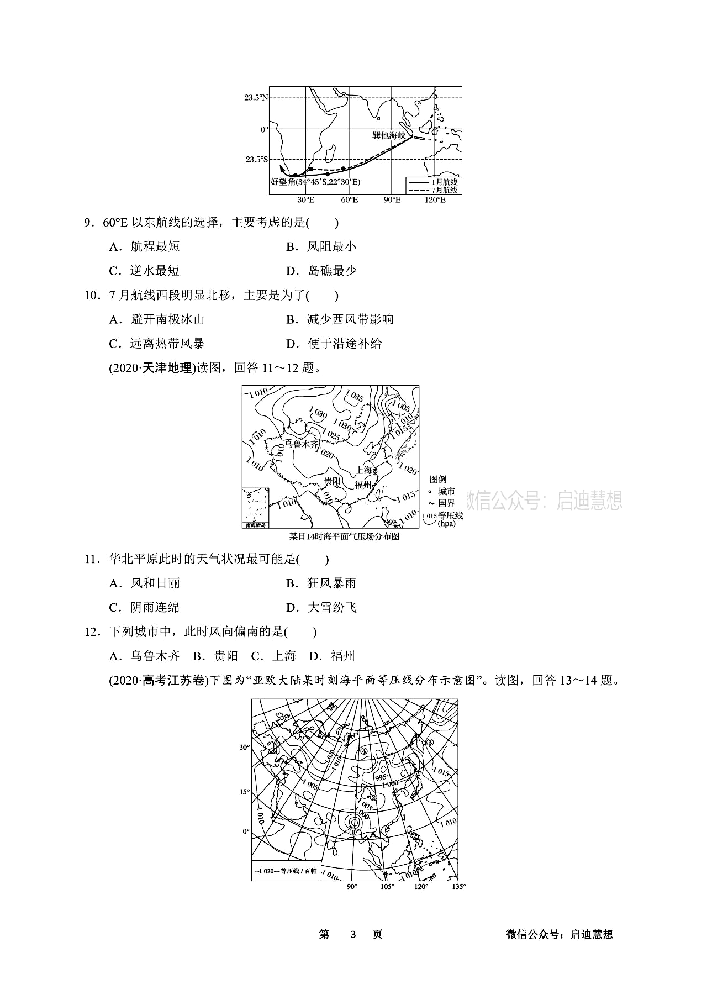 23.5°N
0°
巽他海峡
23.5°S
好望角(34°45′S,22°30′E)
1月航线
7月航线
30°E 60°E 90°E 120°E
9．60°E 以东航线的选择，主要考虑的是(　　)
A．航程最短 B．风阻最小
C．逆水最短 D．岛礁最少
10．7 月航线西段明显北移，主要是为了(　　)
A．避开南极冰山 B．减少西风带影响
C．远离热带风暴 D．便于沿途补给
(2020·天津地理)读图，回答 11～12 题。
1 010
1 035
1 005
1 030
1 010
1 030
1 015
1 025
1 010
乌鲁木齐
1 010
1 020
1 010
1 020
上海
贵阳
福州
1 010
1 015
1 010
1 010
南海诸岛
图例
城市
国界
1 015 等压线
(hpa)
某日14时海平面气压场分布图
微信公众号：启迪慧想
11．华北平原此时的天气状况最可能是(　　)
A．风和日丽 B．狂风暴雨
C．阴雨连绵 D．大雪纷飞
12．下列城市中，此时风向偏南的是(　　)
A．乌鲁木齐 B．贵阳 C．上海 D．福州
(2020·高考江苏卷)下图为“亚欧大陆某时刻海平面等压线分布示意图”。读图，回答 13～14 题。
③
30°
④
1 020
1 010
1 015
995
1 005
1 000
15°
②
1 005
1 000
1 010
1 010
0°
①
1 020 等压线 / 百帕
1 010
1 010
90° 105° 120° 135°
第 3 页
微信公众号：启迪慧想